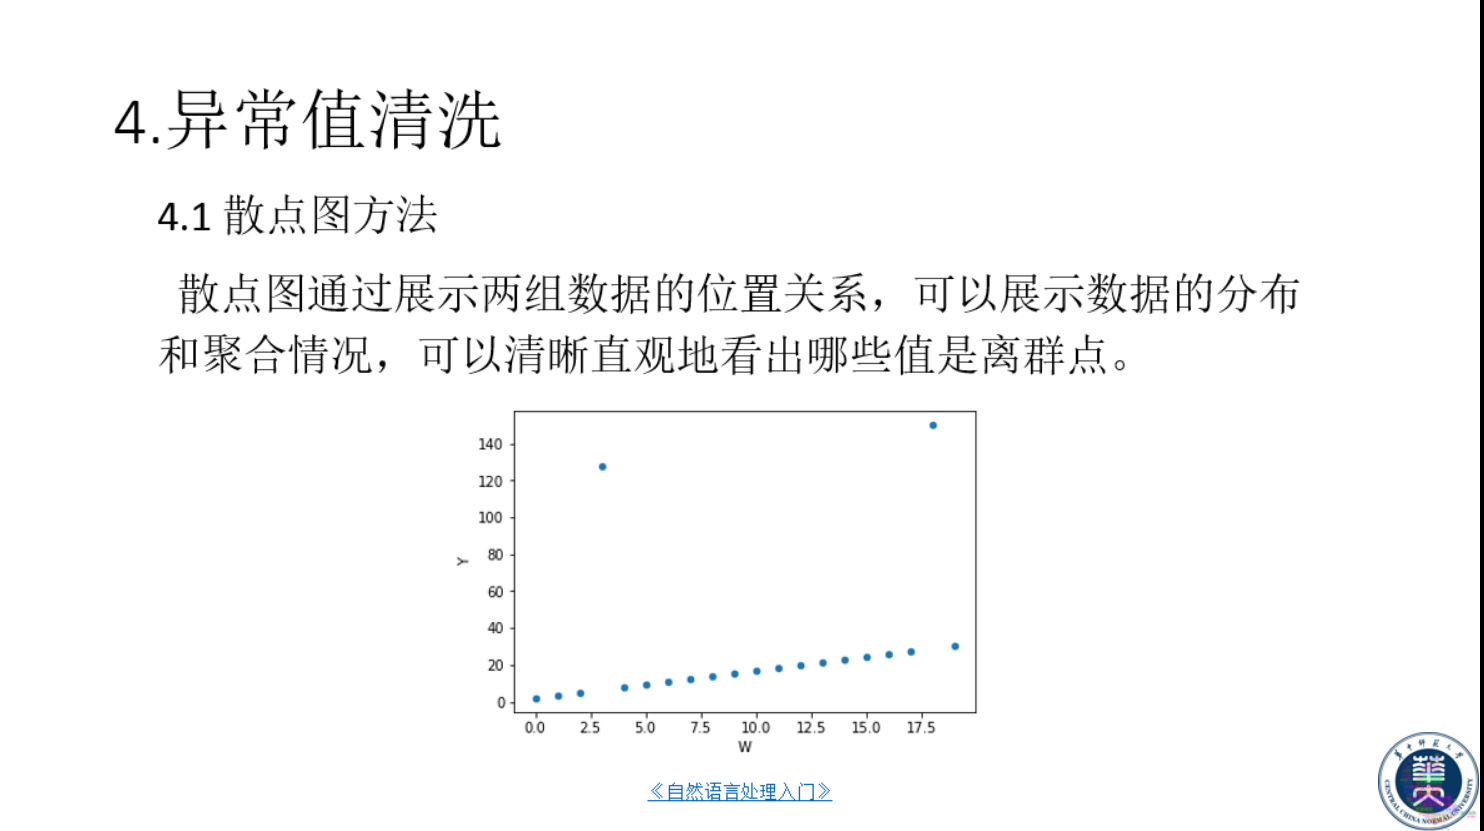 4.异常值清洗
4.1 散点图方法
散点图通过展示两组数据的位置关系，可以展示数据的分布
和聚合情况，可以清晰直观地看出哪些值是离群点。
140
120
100
80
60
40
20
0
Y
0.0 2.5 5.0 7.5 10.0 12.5 15.0 17.5
W
《自然语言处理入门》
华中师范大学
CENTRAL CHINA NORMAL UNIVERSITY